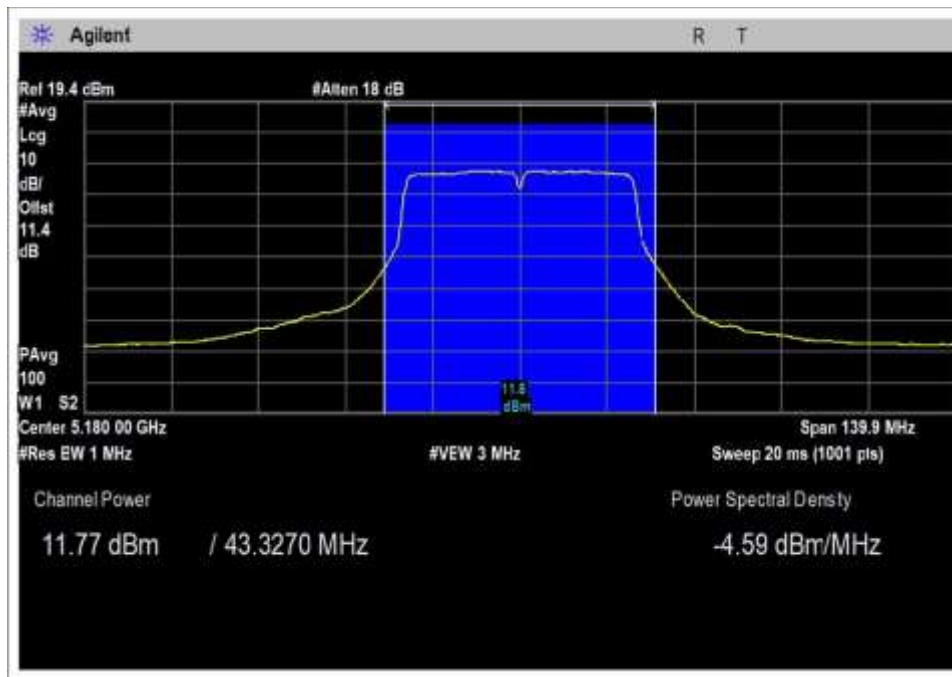 Agilent
R T
Ref 19.4 dBm #Atten 18 dB
#Avg
Log
10
dB/
Offst
11.4
dB
PAvg
100
W1 S2
11.8
dBm
Center 5.180 00 GHz Span 139.9 MHz
#Res BW 1 MHz #VBW 3 MHz Sweep 20 ms (1001 pts)
Channel Power Power Spectral Density
11.77 dBm / 43.3270 MHz -4.59 dBm/MHz